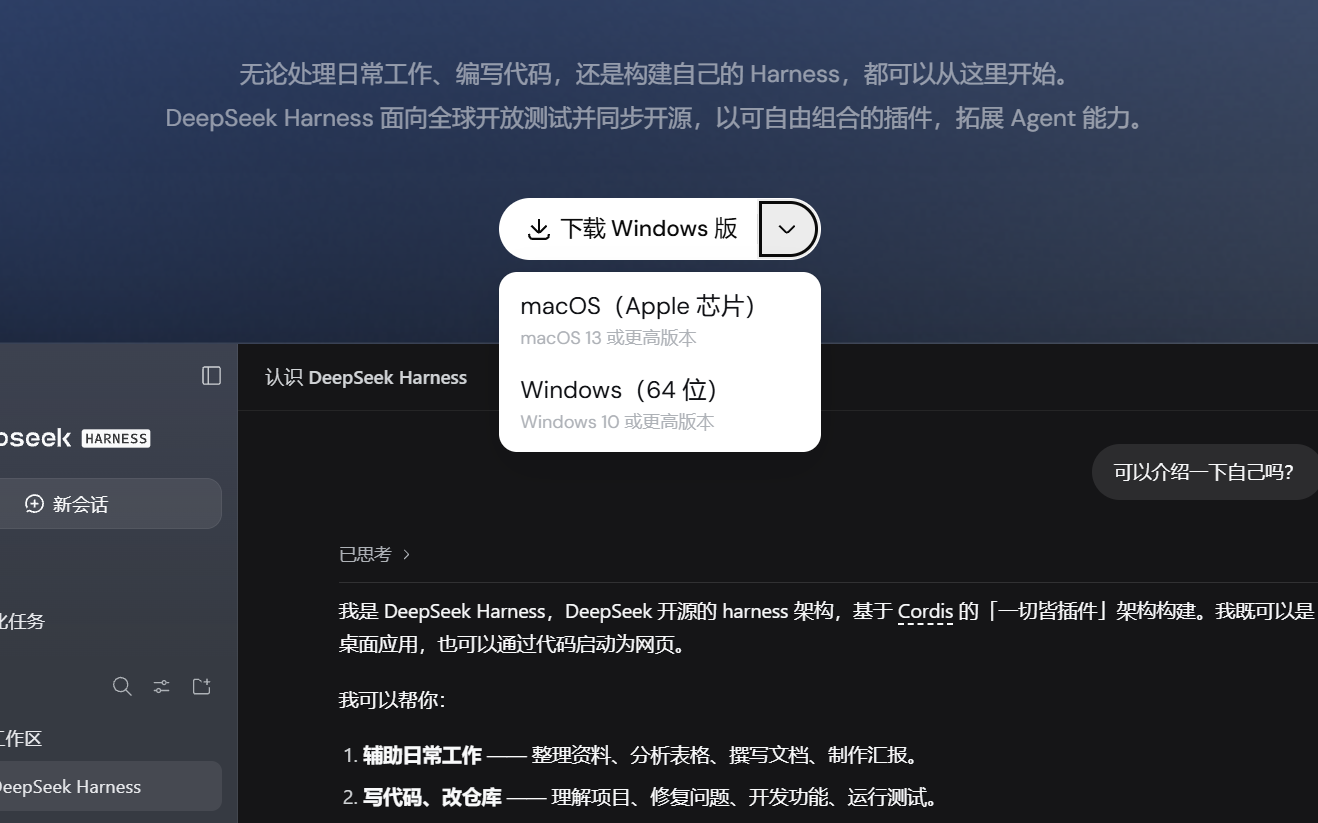 无论处理日常工作、编写代码，还是构建自己的 Harness，都可以从这里开始。
DeepSeek Harness 面向全球开放测试并同步开源，以可自由组合的插件，拓展 Agent 能力。
下载 Windows 版
macOS（Apple 芯片）
macOS 13 或更高版本
Windows（64 位）
Windows 10 或更高版本
认识 DeepSeek Harness
seek HARNESS
新会话
可以介绍一下自己吗?
已思考
我是 DeepSeek Harness，DeepSeek 开源的 harness 架构，基于 Cordis 的「一切皆插件」架构构建。我既可以是
桌面应用，也可以通过代码启动为网页。
任务
我可以帮你：
工作区
1. 辅助日常工作 —— 整理资料、分析表格、撰写文档、制作汇报。
DeepSeek Harness
2. 写代码、改仓库 —— 理解项目、修复问题、开发功能、运行测试。